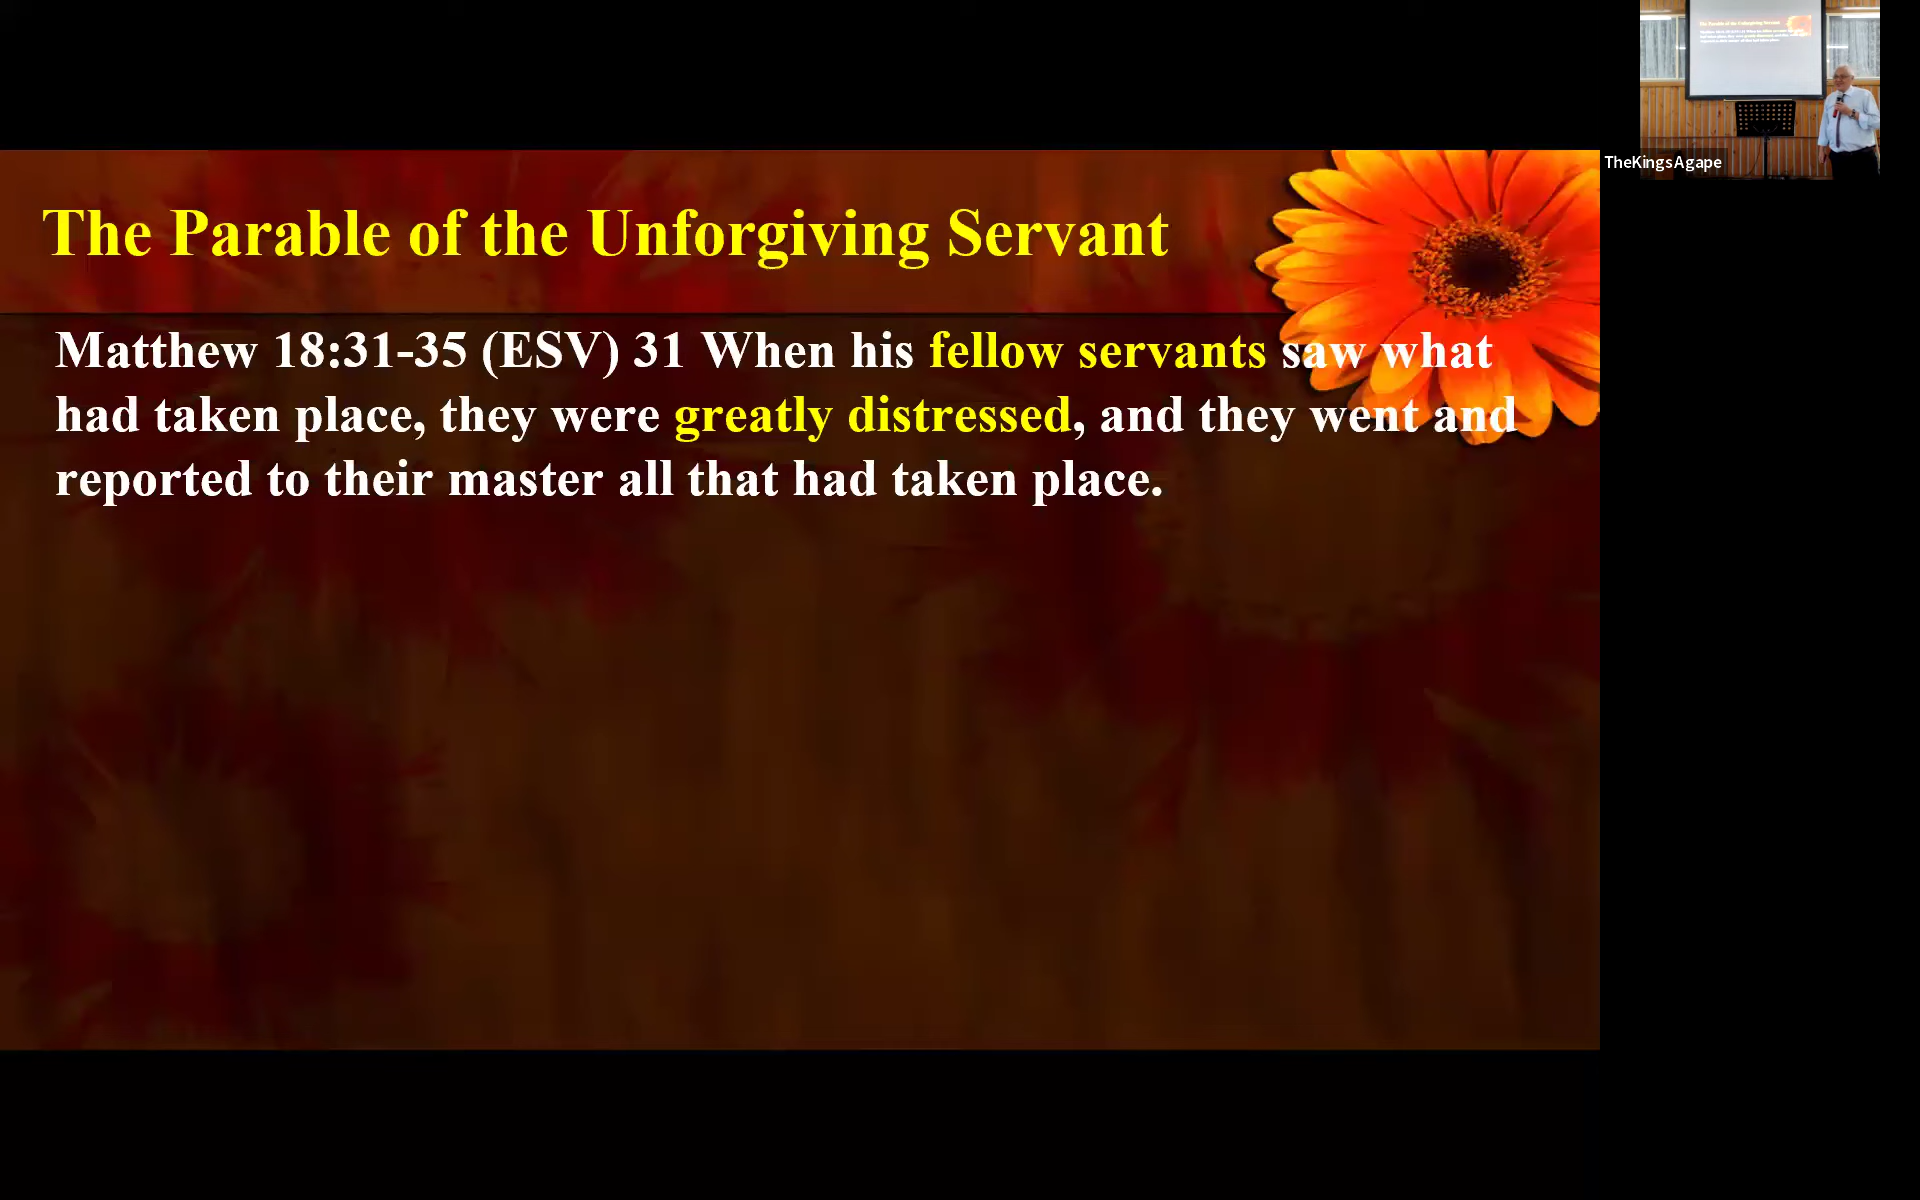 The Parable of the Unforgiving Servant
Matthew 18:31-35 (ESV) 31 When his fellow servants saw what
had taken place, they were greatly distressed, and they went and
reported to their master all that had taken place.
TheKingsAgape